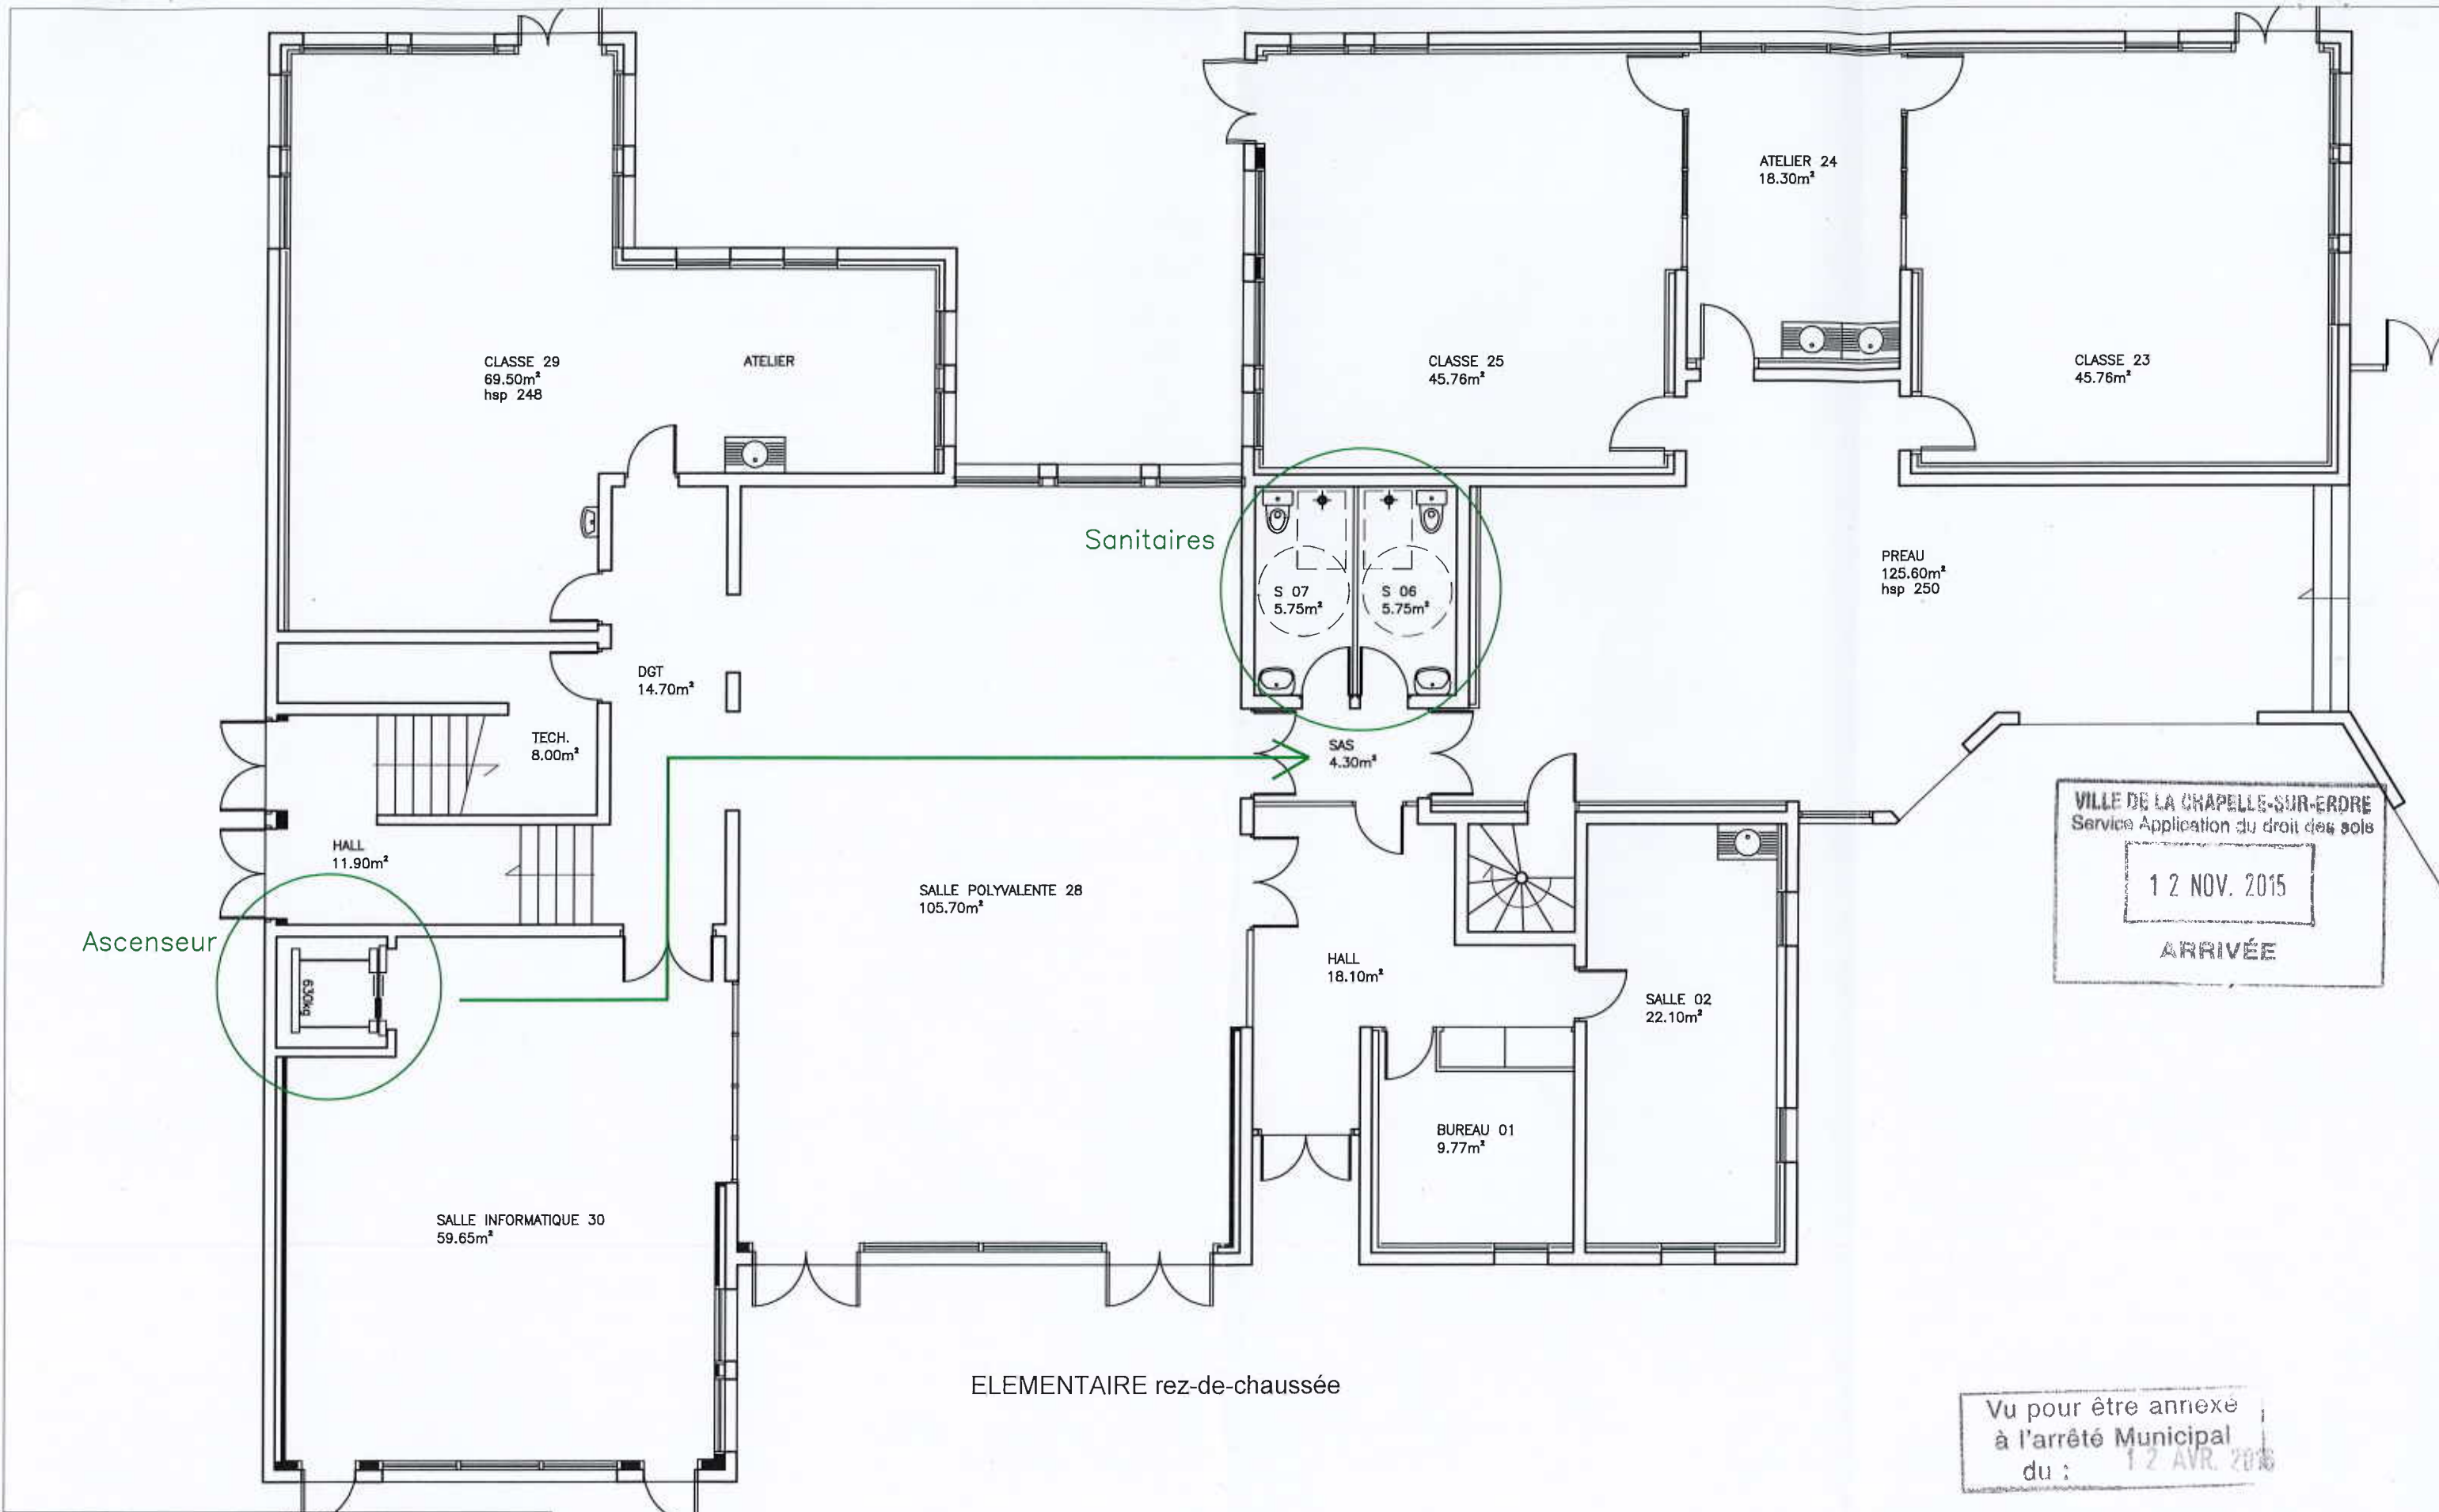 ATELIER 24
18.30m²
CLASSE 29
69.50m²
hsp 248
ATELIER
CLASSE 25
45.76m²
CLASSE 23
45.76m²
Sanitaires
S 07
5.75m²
S 06
5.75m²
PREAU
125.60m²
hsp 250
DGT
14.70m²
TECH.
8.00m²
SAS
4.30m²
HALL
11.90m²
Ascenseur
630kg
SALLE POLYVALENTE 28
105.70m²
HALL
18.10m²
SALLE 02
22.10m²
BUREAU 01
9.77m²
SALLE INFORMATIQUE 30
59.65m²
VILLE DE LA CHAPELLE-SUR-ERDRE
Service Application du droit des sols
12 NOV. 2015
ARRIVÉE
ELEMENTAIRE rez-de-chaussée
Vu pour être annexé
à l'arrêté Municipal
du : 12 AVR. 2016